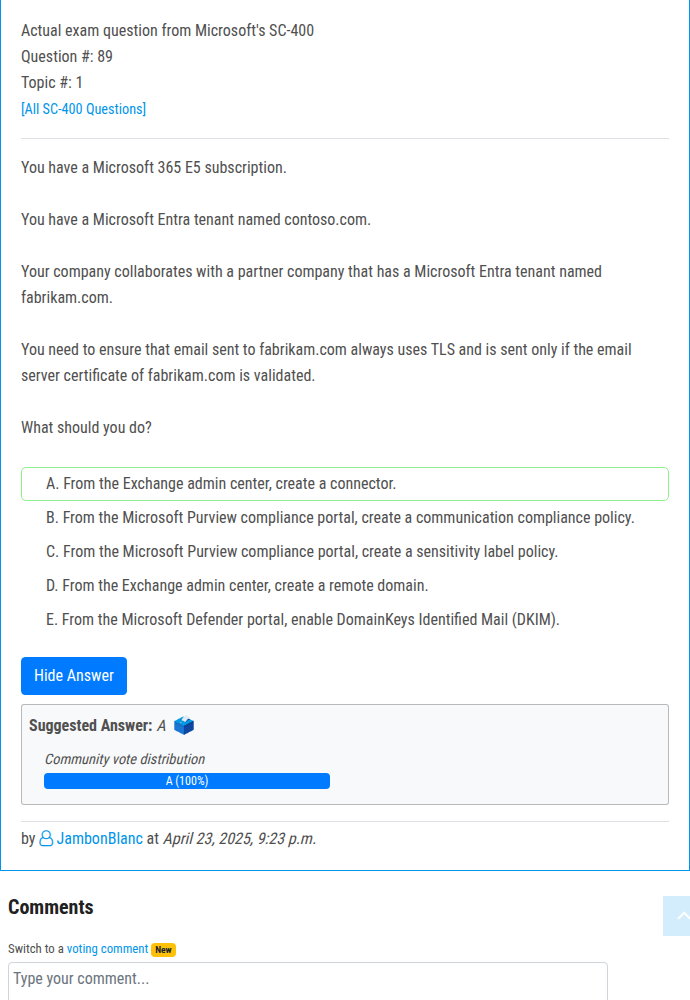 Actual exam question from Microsoft's SC-400
Question #: 89
Topic #: 1
[All SC-400 Questions]
You have a Microsoft 365 E5 subscription.
You have a Microsoft Entra tenant named contoso.com.
Your company collaborates with a partner company that has a Microsoft Entra tenant named
fabrikam.com.
You need to ensure that email sent to fabrikam.com always uses TLS and is sent only if the email
server certificate of fabrikam.com is validated.
What should you do?
A. From the Exchange admin center, create a connector.
B. From the Microsoft Purview compliance portal, create a communication compliance policy.
C. From the Microsoft Purview compliance portal, create a sensitivity label policy.
D. From the Exchange admin center, create a remote domain.
E. From the Microsoft Defender portal, enable DomainKeys Identified Mail (DKIM).
Hide Answer
Suggested Answer: A
Community vote distribution
A (100%)
by JambonBlanc at April 23, 2025, 9:23 p.m.
Comments
Switch to a voting comment New
Type your comment...